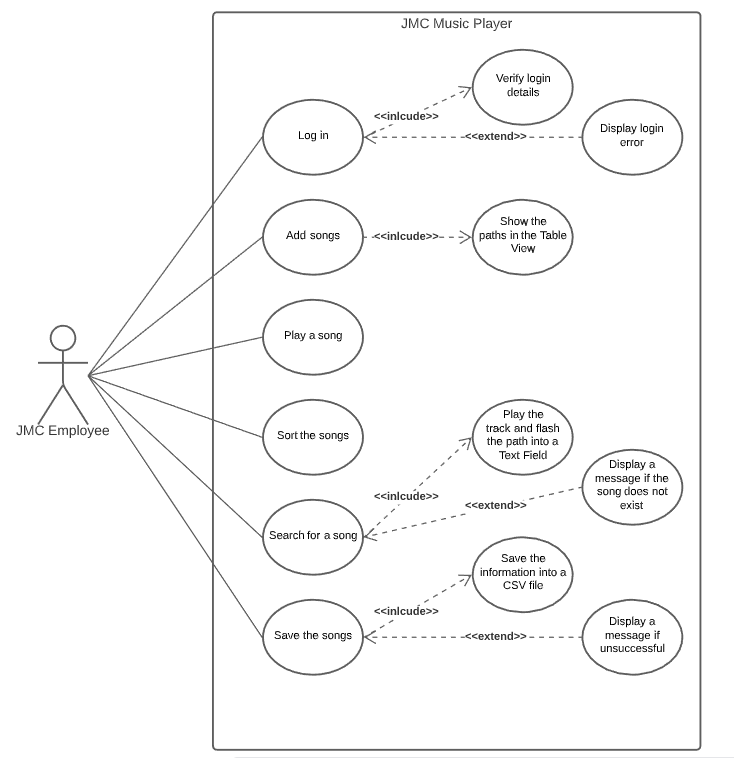 JMC Music Player
Verify login
details
<<inlcude>>
Log in
<<extend>>
Display login
error
Add songs
<<inlcude>>
Show the
paths in the Table
View
Play a song
JMC Employee
Sort the songs
Play the
track and flash
the path into a
Text Field
<<inlcude>>
Display a
message if the
song does not
exist
<<extend>>
Search for a song
Save the
information into a
CSV file
<<inlcude>>
Save the songs
<<extend>>
Display a
message if
unsuccessful